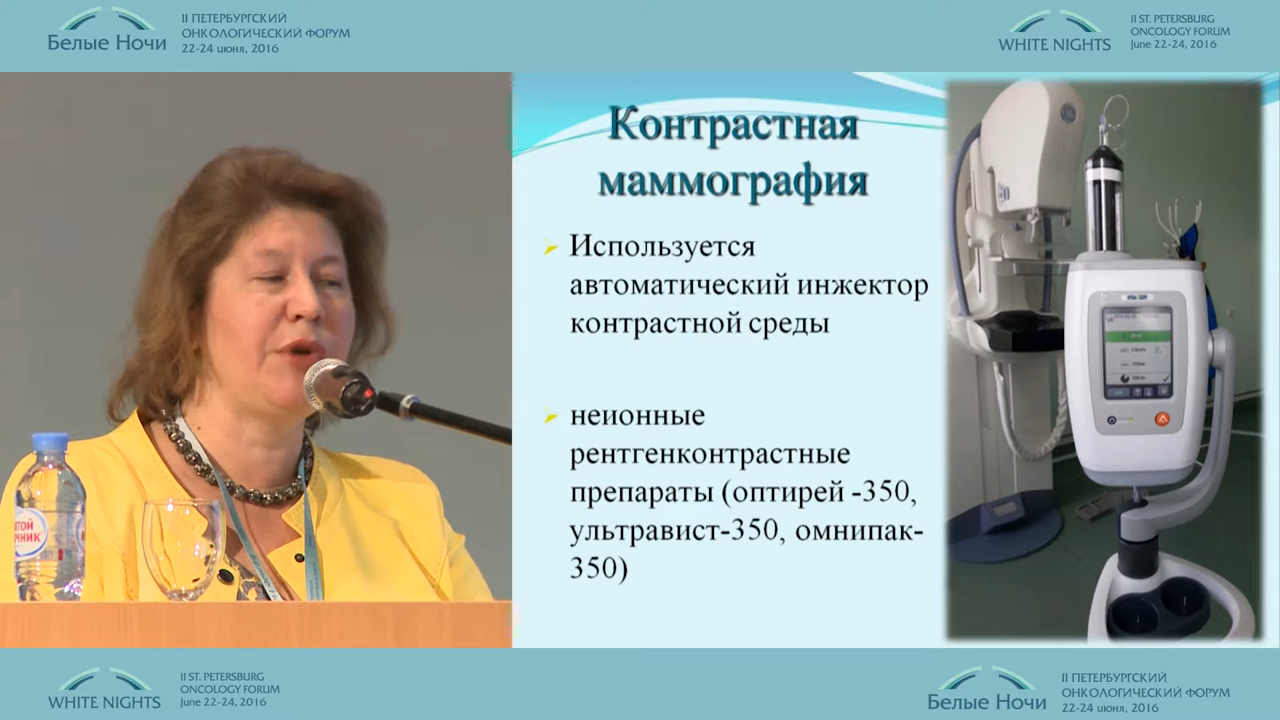 II ПЕТЕРБУРГСКИЙ
ОНКОЛОГИЧЕСКИЙ ФОРУМ
22-24 июня, 2016
Белые Ночи
II ST. PETERSBURG
ONCOLOGY FORUM
June 22-24, 2016
WHITE NIGHTS
Контрастная
маммография
Используется
автоматический инжектор
контрастной среды
неионные
рентгенконтрастные
препараты (оптирей -350,
ультравист-350, омнипак-
350)
II ST. PETERSBURG
ONCOLOGY FORUM
June 22-24, 2016
WHITE NIGHTS
II ПЕТЕРБУРГСКИЙ
ОНКОЛОГИЧЕСКИЙ ФОРУМ
22-24 июня, 2016
Белые Ночи